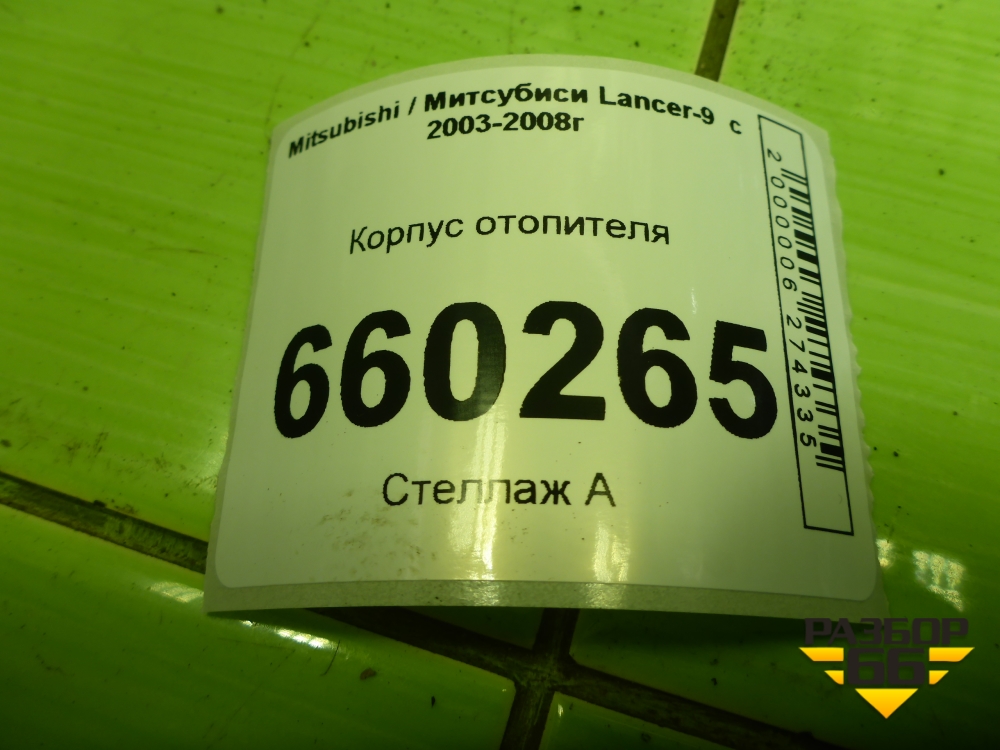 Mitsubishi / Митсубиси Lancer-9 с
2003-2008г
Корпус отопителя
660265
Стеллаж А
2000006274335
РАЗБОР
66